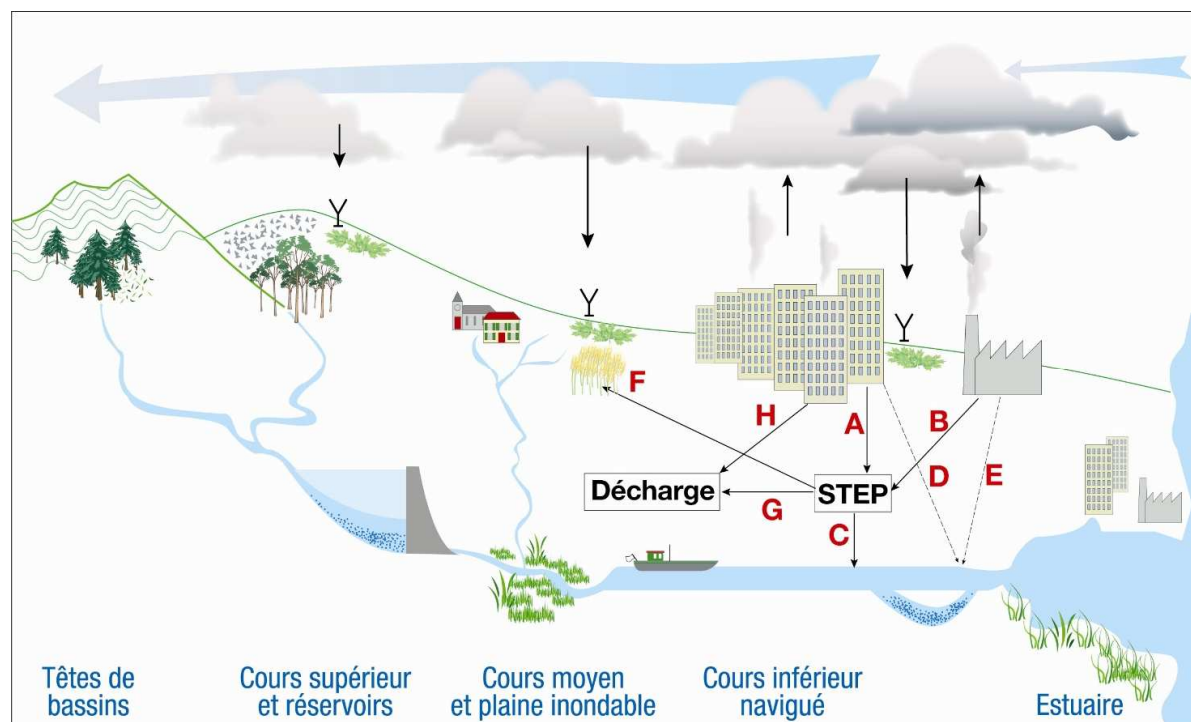 F
H
A
B
D
E
Décharge
STEP
G
C
Têtes de
bassins
Cours supérieur
et réservoirs
Cours moyen
et plaine inondable
Cours inférieur
navigué
Estuaire